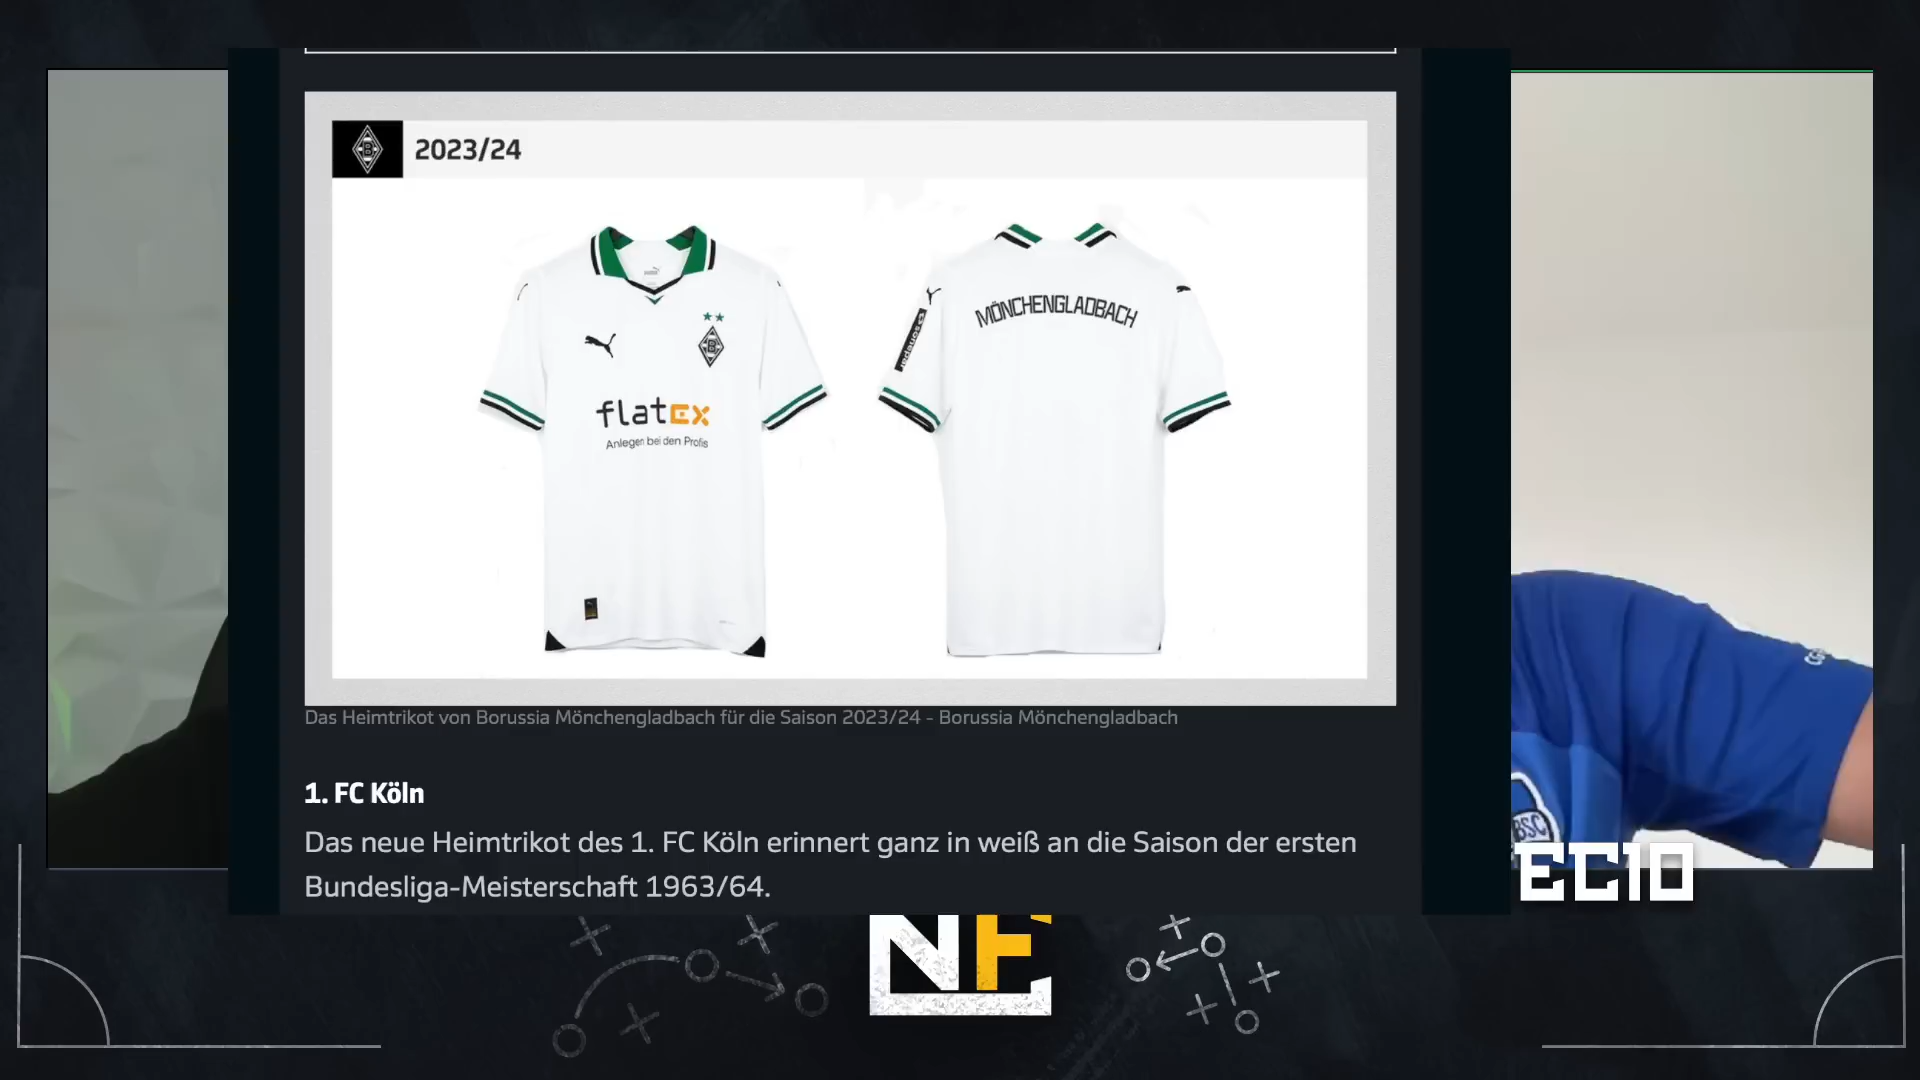 2023/24
flatex
Anlegen bei den Profis
MÖNCHENGLADBACH
Sonepar
Das Heimtrikot von Borussia Mönchengladbach für die Saison 2023/24 - Borussia Mönchengladbach
1. FC Köln
Das neue Heimtrikot des 1. FC Köln erinnert ganz in weiß an die Saison der ersten
Bundesliga-Meisterschaft 1963/64.
BSC
EC10
NE